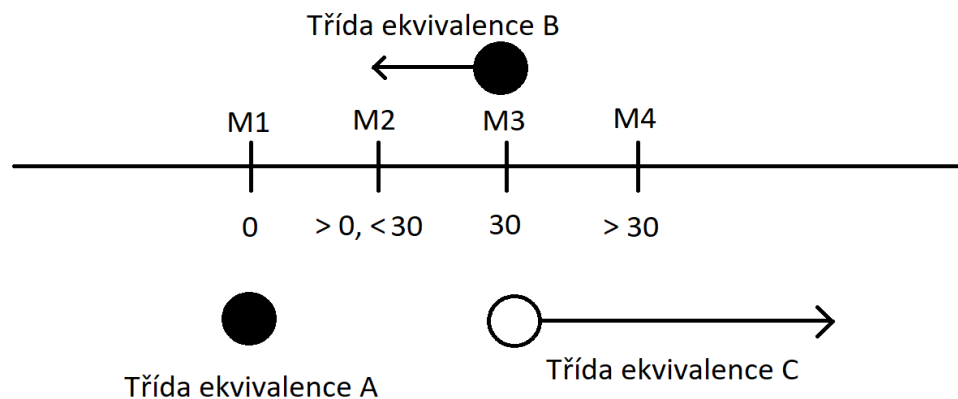 Třída ekvivalence B
M1 M2 M3 M4
0 > 0, < 30 30 > 30
Třída ekvivalence C
Třída ekvivalence A